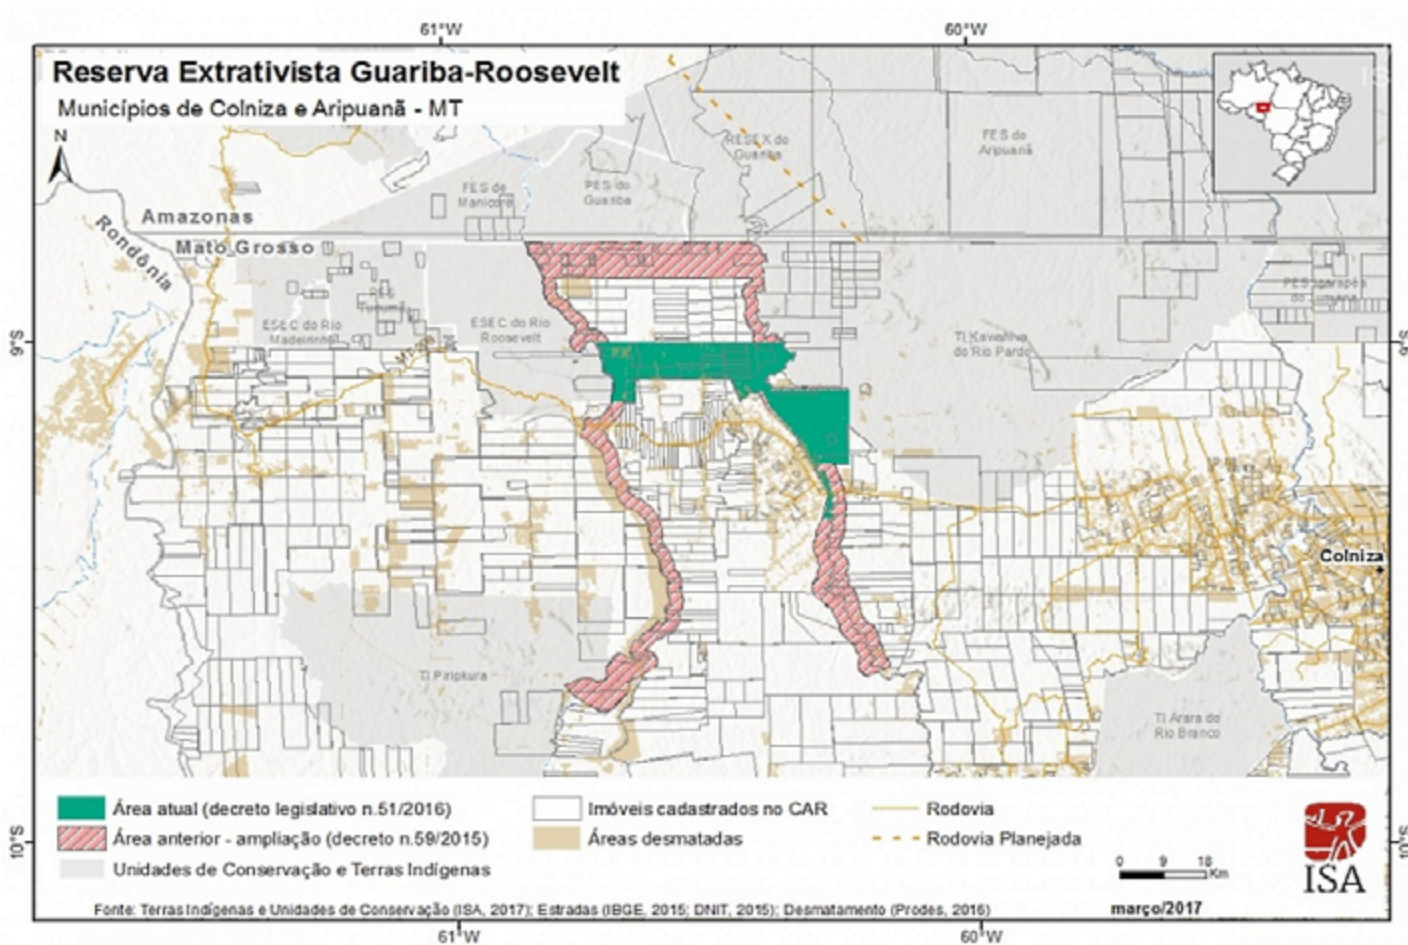 61°W
60°W
Reserva Extrativista Guariba-Roosevelt
Municípios de Colniza e Aripuanã - MT
N
RESEX do
Guariba
FES do
Aripuanã
FES de
Manicoré
PES do
Guariba
Amazonas
Rondônia
Mato Grosso
ESEC do Rio
Madeirinha
ESEC do Rio
Roosevelt
TI Kawahiva
do Rio Pardo
9°S
9°S
Colniza
TI Piripkura
TI Arara do
Rio Branco
Área atual (decreto legislativo n.51/2016)
Imóveis cadastrados no CAR
Rodovia
Área anterior - ampliação (decreto n.59/2015)
Áreas desmatadas
Rodovia Planejada
Unidades de Conservação e Terras Indígenas
10°S
10°S
0 9 18
Km
ISA
Fonte: Terras Indígenas e Unidades de Conservação (ISA, 2017); Estradas (IBGE, 2015; DNIT, 2015); Desmatamento (Prodes, 2016)
março/2017
61°W
60°W